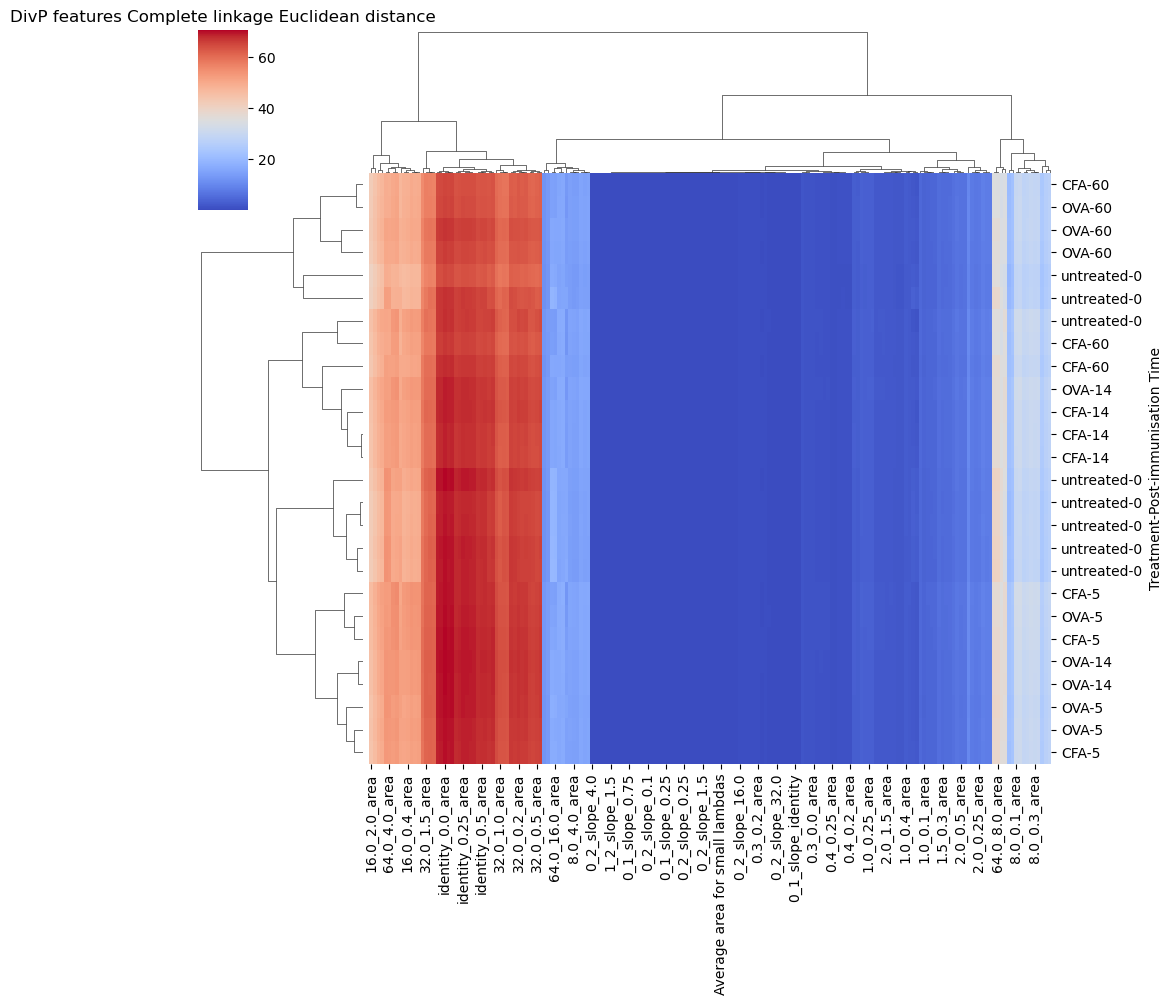 DivP features Complete linkage Euclidean distance
60
40
20
CFA-60
OVA-60
OVA-60
OVA-60
untreated-0
untreated-0
untreated-0
CFA-60
CFA-60
OVA-14
CFA-14
CFA-14
CFA-14
untreated-0
untreated-0
untreated-0
untreated-0
untreated-0
CFA-5
OVA-5
CFA-5
OVA-14
OVA-14
OVA-5
OVA-5
CFA-5
Treatment-Post-immunisation Time
16.0_2.0_area
64.0_4.0_area
16.0_0.4_area
32.0_1.5_area
identity_0.0_area
identity_0.25_area
identity_0.5_area
32.0_1.0_area
32.0_0.2_area
32.0_0.5_area
64.0_16.0_area
8.0_4.0_area
0_2_slope_4.0
1_2_slope_1.5
0_1_slope_0.75
0_2_slope_0.1
0_1_slope_0.25
0_2_slope_0.25
0_2_slope_1.5
Average area for small lambdas
0_2_slope_16.0
0.3_0.2_area
0_2_slope_32.0
0_1_slope_identity
0.3_0.0_area
0.4_0.25_area
0.4_0.2_area
1.0_0.25_area
2.0_1.5_area
1.0_0.4_area
1.0_0.1_area
1.5_0.3_area
2.0_0.5_area
2.0_0.25_area
64.0_8.0_area
8.0_0.1_area
8.0_0.3_area